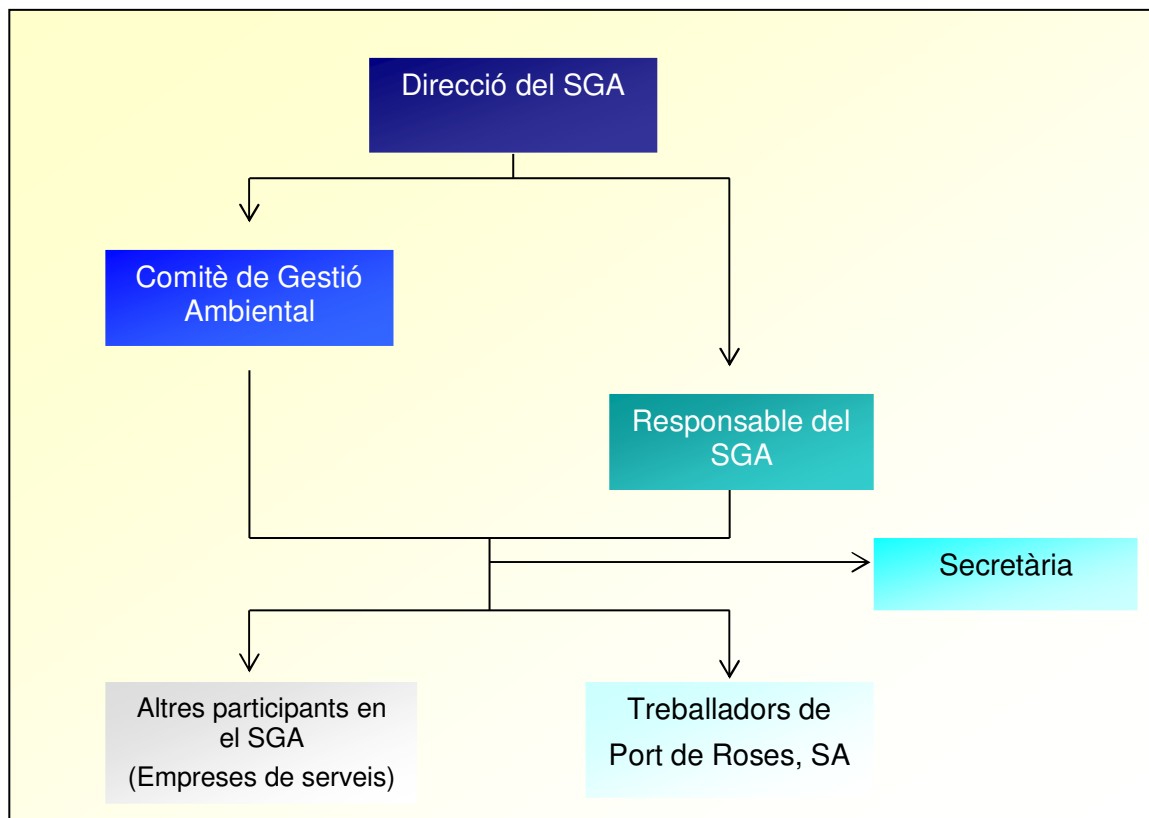 Direcció del SGA
Comitè de Gestió
Ambiental
Responsable del
SGA
Secretària
Altres participants en
el SGA
(Empreses de serveis)
Treballadors de
Port de Roses, SA